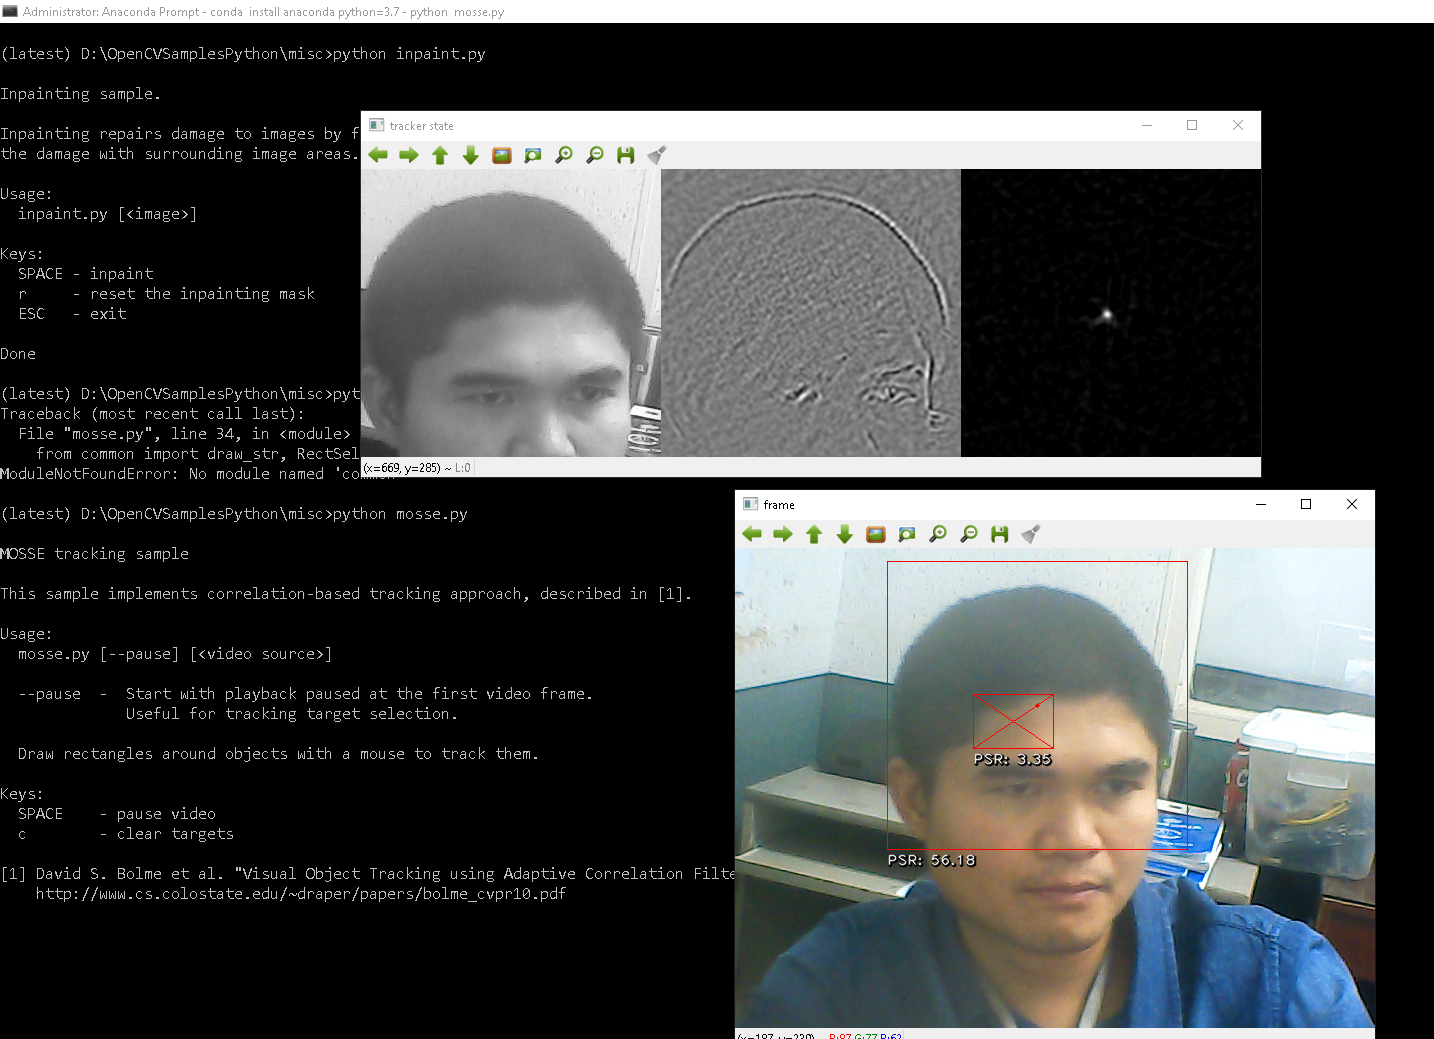 Administrator: Anaconda Prompt - conda  install anaconda python=3.7 - python  mosse.py
(latest) D:\OpenCVSamplesPython\misc>python inpaint.py
Inpainting sample.
Inpainting repairs damage to images by f
the damage with surrounding image areas.
Usage:
inpaint.py [<image>]
Keys:
SPACE - inpaint
r     - reset the inpainting mask
ESC   - exit
Done
(latest) D:\OpenCVSamplesPython\misc>pyt
Traceback (most recent call last):
File "mosse.py", line 34, in <module>
from common import draw_str, RectSel
ModuleNotFoundError: No module named 'common
(latest) D:\OpenCVSamplesPython\misc>python mosse.py
MOSSE tracking sample
This sample implements correlation-based tracking approach, described in [1].
Usage:
mosse.py [--pause] [<video source>]
--pause  -  Start with playback paused at the first video frame.
Useful for tracking target selection.
Draw rectangles around objects with a mouse to track them.
Keys:
SPACE    - pause video
c        - clear targets
[1] David S. Bolme et al. "Visual Object Tracking using Adaptive Correlation Filte
http://www.cs.colostate.edu/~draper/papers/bolme_cvpr10.pdf
tracker state
(x=669, y=285) ~ L:0
frame
PSR: 3.35
PSR: 56.18
(x=197, y=230) ~ R:97 G:77 B:62